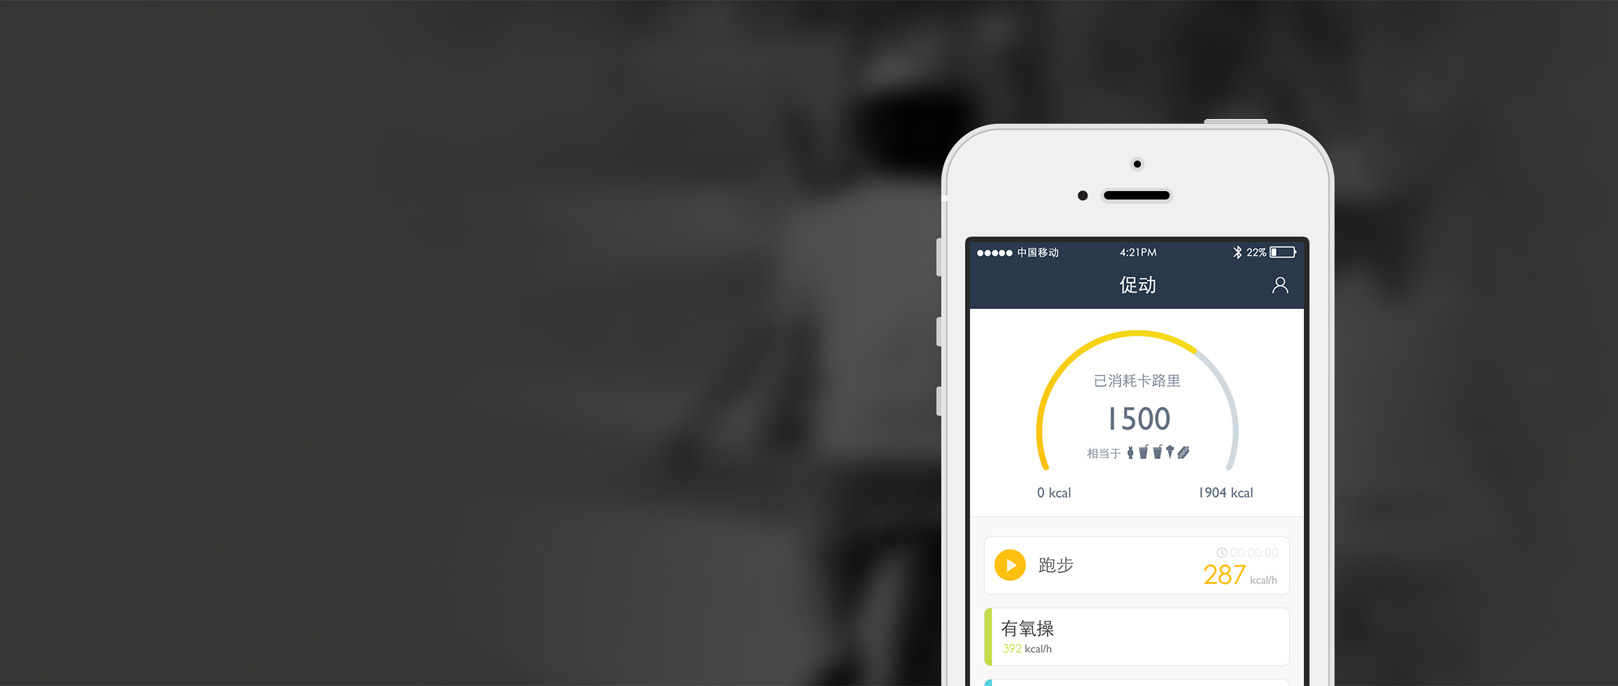 中国移动 4:21PM 22%
促动
已消耗卡路里
1500
相当于
0 kcal 1904 kcal
00:00:00
跑步 287 kcal/h
有氧操
392 kcal/h